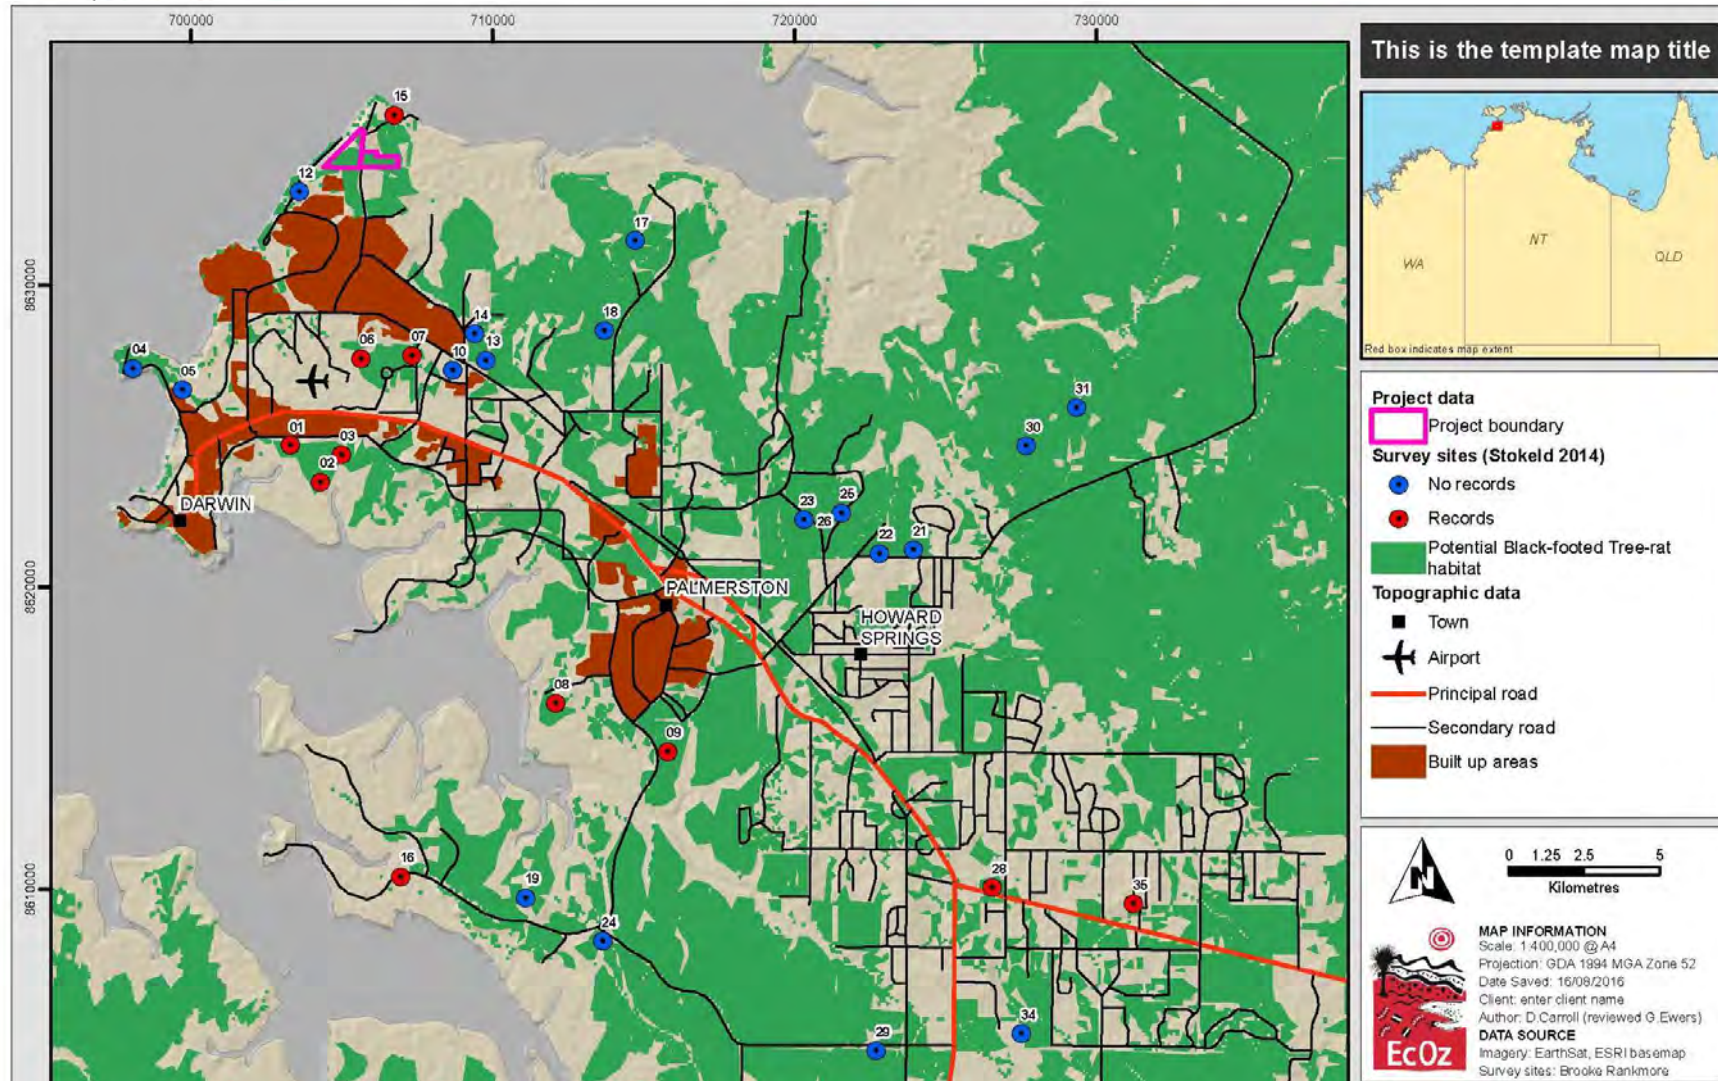 700000
710000
720000
730000
This is the template map title
15
12
17
8630000
14
18
06
07
13
10
04
05
31
30
01
03
02
DARWIN
23
25
26
22
21
8620000
PALMERSTON
HOWARD
SPRINGS
08
09
16
19
24
28
35
8610000
29
34
WA
NT
QLD
Red box indicates map extent
Project data
Project boundary
Survey sites (Stokeld 2014)
No records
Records
Potential Black-footed Tree-rat
habitat
Topographic data
Town
Airport
Principal road
Secondary road
Built up areas
N
0 1.25 2.5 5
Kilometres
MAP INFORMATION
Scale: 1:400,000 @ A4
Projection: GDA 1994 MGA Zone 52
Date Saved: 16/08/2016
Client: enter client name
Author: D.Carroll (reviewed G.Ewers)
DATA SOURCE
Imagery: EarthSat, ESRI basemap
Survey sites: Brooke Rankmore
EcOz